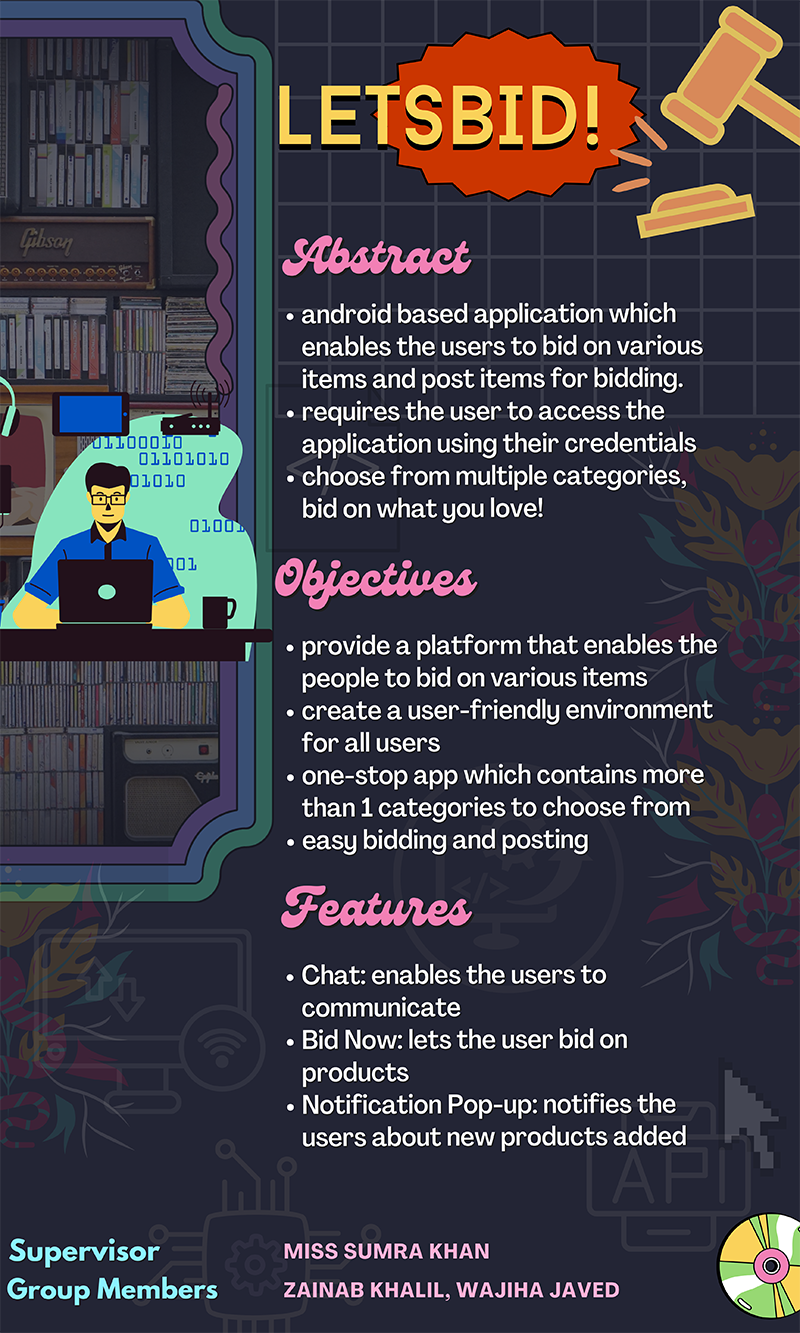 LETSBID!
Gibson
Abstract
• android based application which
enables the users to bid on various
items and post items for bidding.
• requires the user to access the
application using their credentials
• choose from multiple categories,
bid on what you love!
01100010
01101010
01010
01001
001
Objectives
• provide a platform that enables the
people to bid on various items
• create a user-friendly environment
for all users
• one-stop app which contains more
than 1 categories to choose from
• easy bidding and posting
Features
• Chat: enables the users to
communicate
• Bid Now: lets the user bid on
products
• Notification Pop-up: notifies the
users about new products added
API
Supervisor MISS SUMRA KHAN
Group Members ZAINAB KHALIL, WAJIHA JAVED